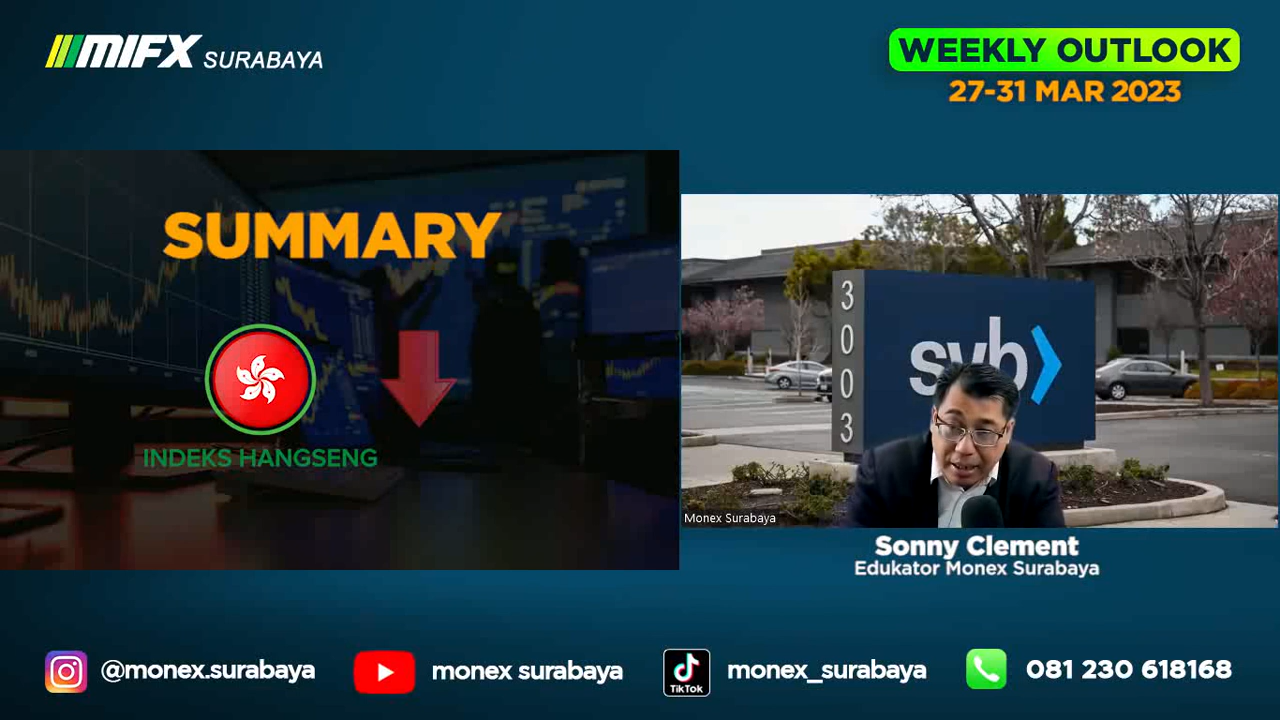 MIFX SURABAYA
WEEKLY OUTLOOK
27-31 MAR 2023
SUMMARY
INDEKS HANGSENG
3003
svb
Monex Surabaya
Sonny Clement
Edukator Monex Surabaya
@monex.surabaya
monex surabaya
TikTok
monex_surabaya
081 230 618168